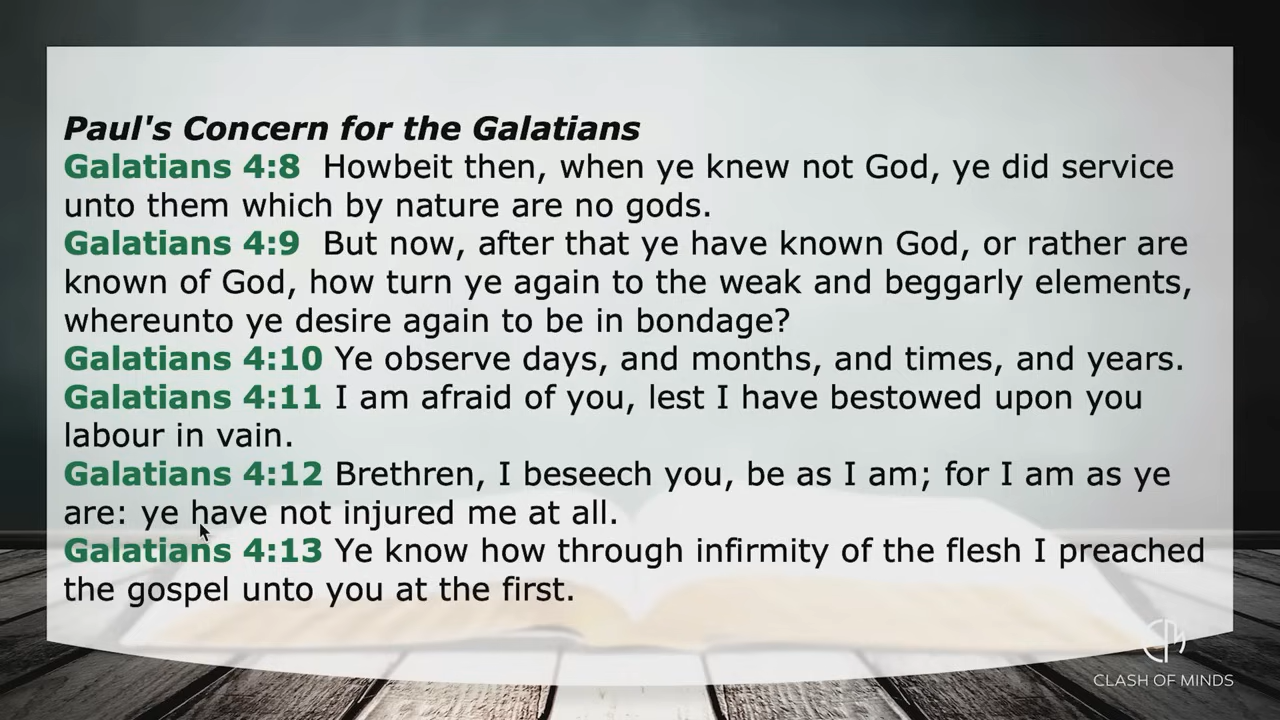 Paul's Concern for the Galatians
Galatians 4:8 Howbeit then, when ye knew not God, ye did service
unto them which by nature are no gods.
Galatians 4:9 But now, after that ye have known God, or rather are
known of God, how turn ye again to the weak and beggarly elements,
whereunto ye desire again to be in bondage?
Galatians 4:10 Ye observe days, and months, and times, and years.
Galatians 4:11 I am afraid of you, lest I have bestowed upon you
labour in vain.
Galatians 4:12 Brethren, I beseech you, be as I am; for I am as ye
are: ye have not injured me at all.
Galatians 4:13 Ye know how through infirmity of the flesh I preached
the gospel unto you at the first.
CLASH OF MINDS